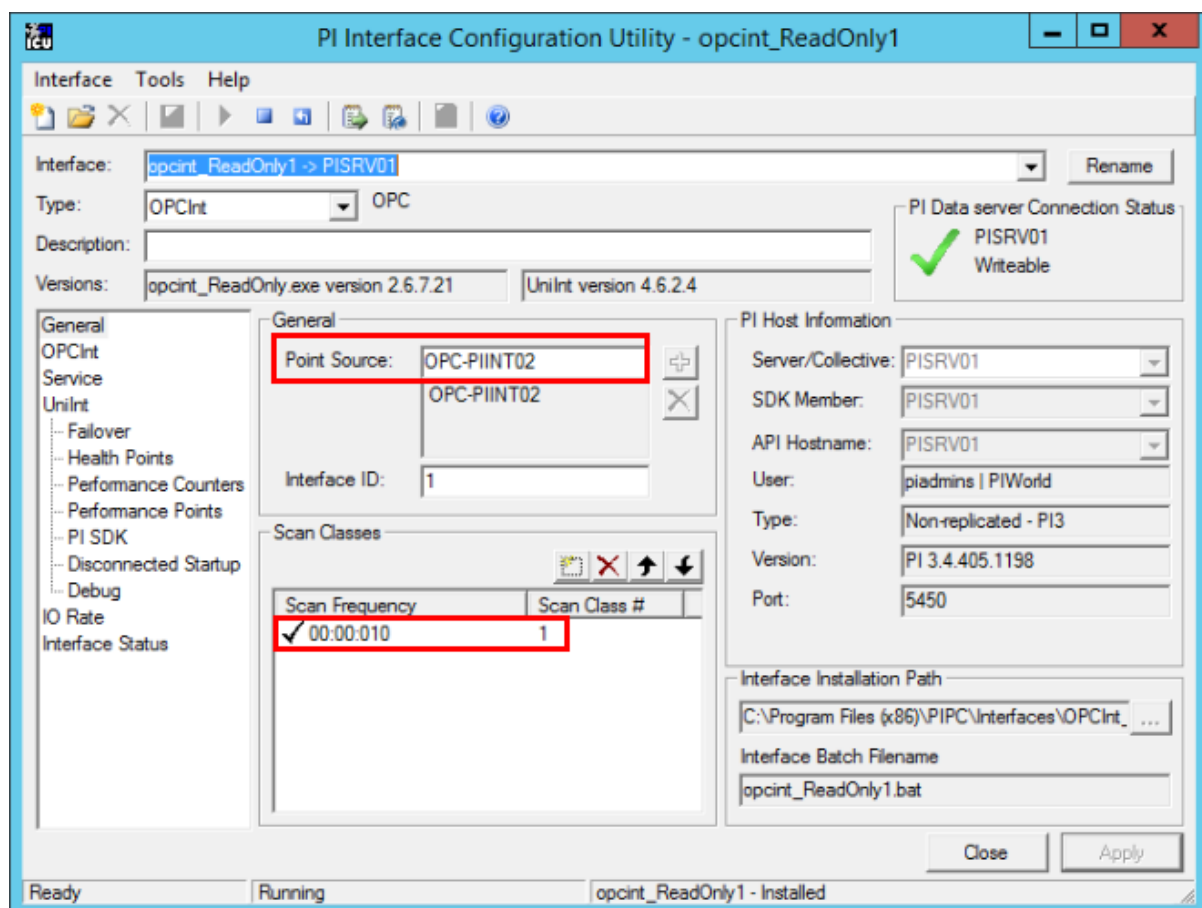 PI Interface Configuration Utility - opcint_ReadOnly1
Interface Tools Help
Interface: opcint_ReadOnly1 -> PISRV01 Rename
Type: OPCInt OPC
Description:
Versions: opcint_ReadOnly.exe version 2.6.7.21 UniInt version 4.6.2.4
PI Data server Connection Status
PISRV01
Writeable
General
OPCInt
Service
UniInt
Failover
Health Points
Performance Counters
Performance Points
PI SDK
Disconnected Startup
Debug
IO Rate
Interface Status
General
Point Source: OPC-PIINT02
OPC-PIINT02
Interface ID: 1
Scan Classes
Scan Frequency Scan Class #
00:00:010 1
PI Host Information
Server/Collective: PISRV01
SDK Member: PISRV01
API Hostname: PISRV01
User: piadmins | PIWorld
Type: Non-replicated - PI3
Version: PI 3.4.405.1198
Port: 5450
Interface Installation Path
C:\Program Files (x86)\PIPC\Interfaces\OPCInt_ ...
Interface Batch Filename
opcint_ReadOnly1.bat
Close Apply
Ready Running opcint_ReadOnly1 - Installed